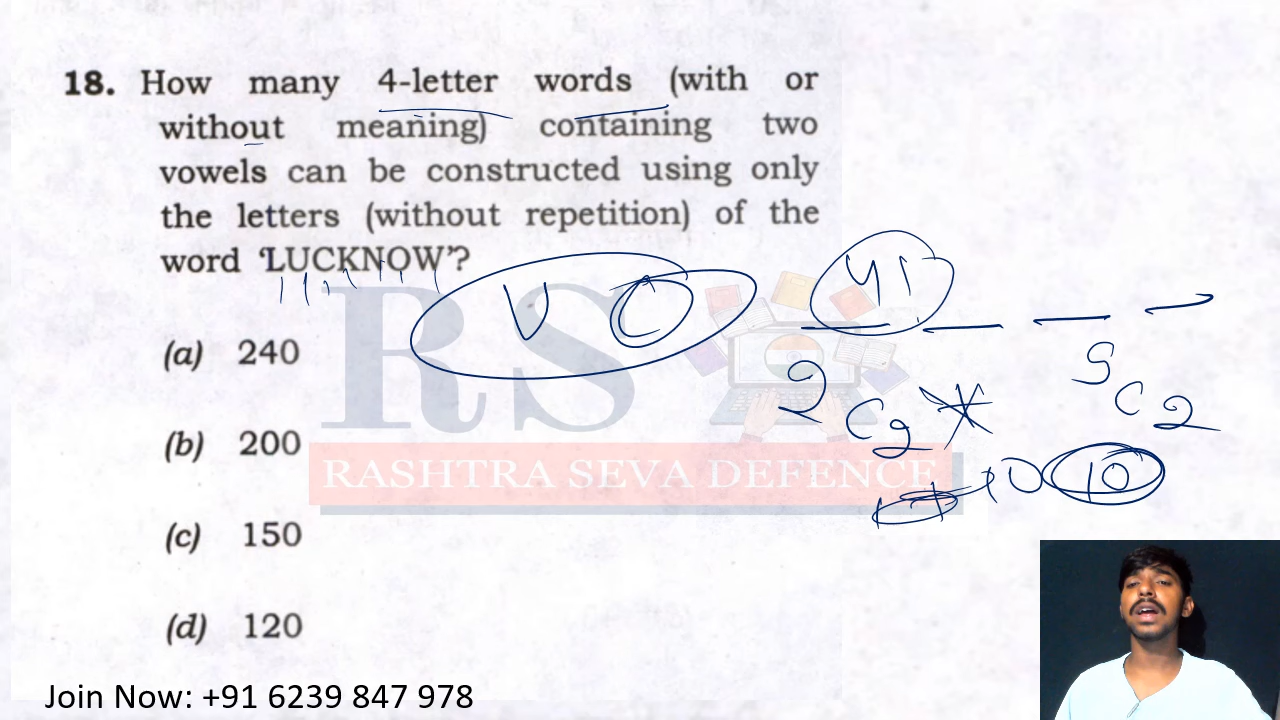 18. How many 4-letter words (with or
without meaning) containing two
vowels can be constructed using only
the letters (without repetition) of the
word ‘LUCKNOW’?
V C 4!
(a) 240
2C2 * 5C2
(b) 200
RS
RASHTRA SEVA DEFENCE
10
(c) 150
(d) 120
Join Now: +91 6239 847 978